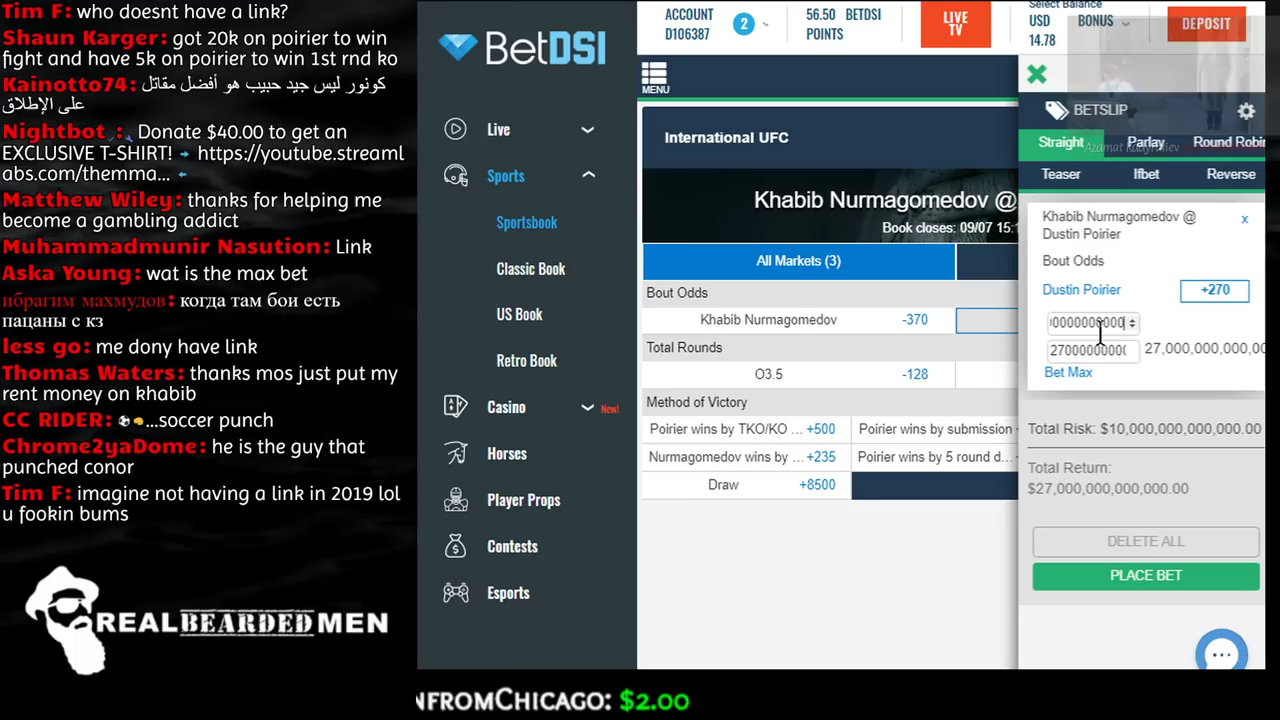 Tim F: who doesnt have a link?
Shaun Karger: got 20k on poirier to win
fight and have 5k on poirier to win 1st rnd ko
Kainotto74: كونور ليس جيد حبيب هو أفضل مقاتل
على الإطلاق
Nightbot: Donate $40.00 to get an
EXCLUSIVE T-SHIRT! https://youtube.streaml
abs.com/themma...
Matthew Wiley: thanks for helping me
become a gambling addict
Muhammadmunir Nasution: Link
Aska Young: wat is the max bet
ибрагим махмудов: когда там бои есть
пацаны с кз
less go: me dony have link
Thomas Waters: thanks mos just put my
rent money on khabib
CC RIDER: ⚽👊...soccer punch
Chrome2yaDome: he is the guy that
punched conor
Tim F: imagine not having a link in 2019 lol
u fookin bums
REALBEARDEDMEN
BetDSI
Live
Sports
Sportsbook
Classic Book
US Book
Retro Book
Casino New!
Horses
Player Props
Contests
Esports
ACCOUNT
D106387
2
56.50 BETDSI
POINTS
LIVE
TV
Select Balance
USD
14.78
BONUS
DEPOSIT
MENU
International UFC
Khabib Nurmagomedov @
Book closes: 09/07 15:1
All Markets (3)
Bout Odds
Khabib Nurmagomedov -370
Total Rounds
O3.5 -128
Method of Victory
Poirier wins by TKO/KO ... +500 Poirier wins by submission
Nurmagomedov wins by ... +235 Poirier wins by 5 round d...
Draw +8500
BETSLIP
Straight Parlay Round Robin
Teaser Ifbet Reverse
Khabib Nurmagomedov @ x
Dustin Poirier
Bout Odds
Dustin Poirier +270
0000000000
2700000000( 27,000,000,000,00
Bet Max
Total Risk: $10,000,000,000,000.00
Total Return:
$27,000,000,000,000.00
DELETE ALL
PLACE BET
NFROMCHICAGO: $2.00